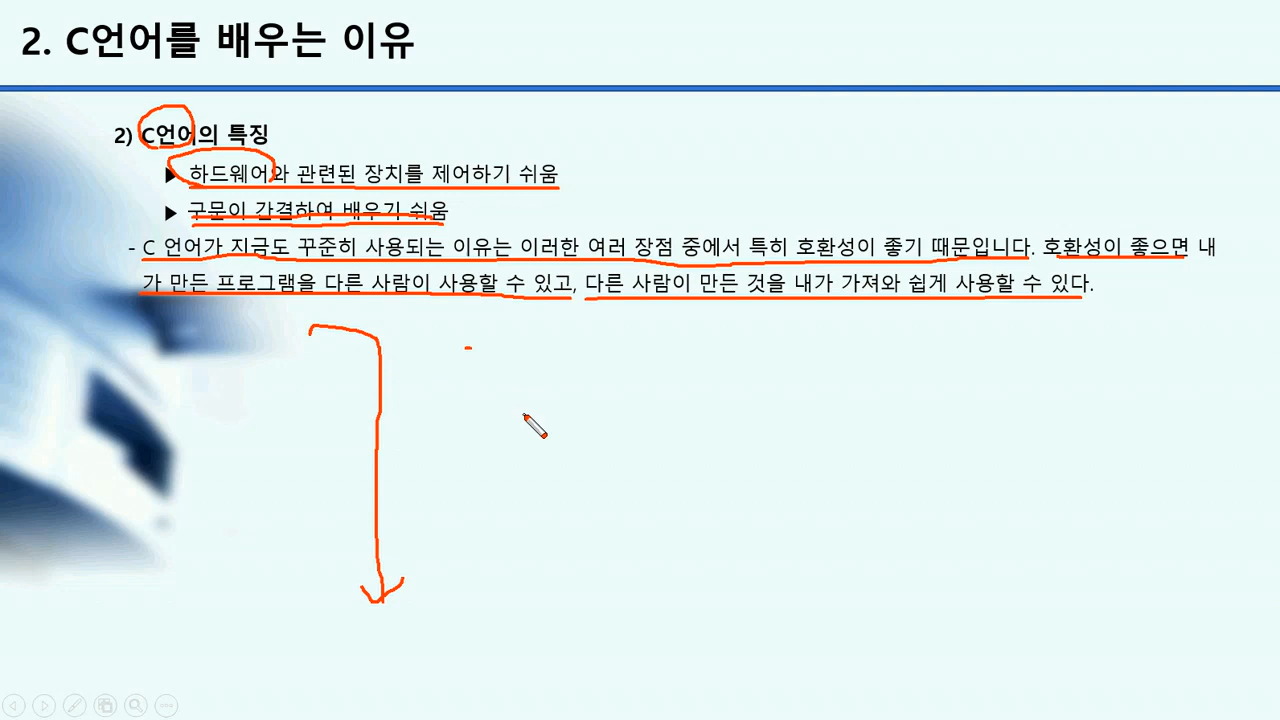 2. C언어를 배우는 이유
2) C언어의 특징
▶ 하드웨어와 관련된 장치를 제어하기 쉬움
▶ 구문이 간결하여 배우기 쉬움
- C 언어가 지금도 꾸준히 사용되는 이유는 이러한 여러 장점 중에서 특히 호환성이 좋기 때문입니다. 호환성이 좋으면 내
가 만든 프로그램을 다른 사람이 사용할 수 있고, 다른 사람이 만든 것을 내가 가져와 쉽게 사용할 수 있다.